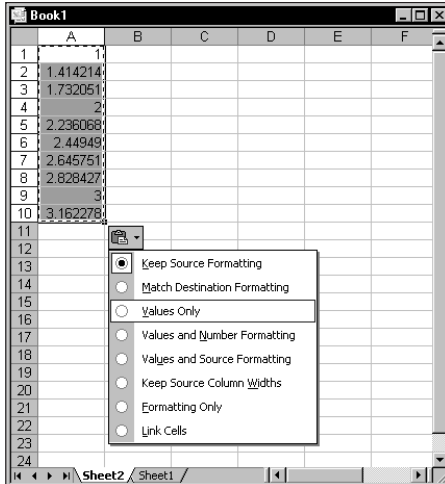 Book1
A B C D E F
1 1
2 1.414214
3 1.732051
4 2
5 2.236068
6 2.44949
7 2.645751
8 2.828427
9 3
10 3.162278
11
12
13 Keep Source Formatting
14 Match Destination Formatting
15
16 Values Only
17 Values and Number Formatting
18 Values and Source Formatting
19
20 Keep Source Column Widths
21 Formatting Only
22 Link Cells
23
24
Sheet2 Sheet1